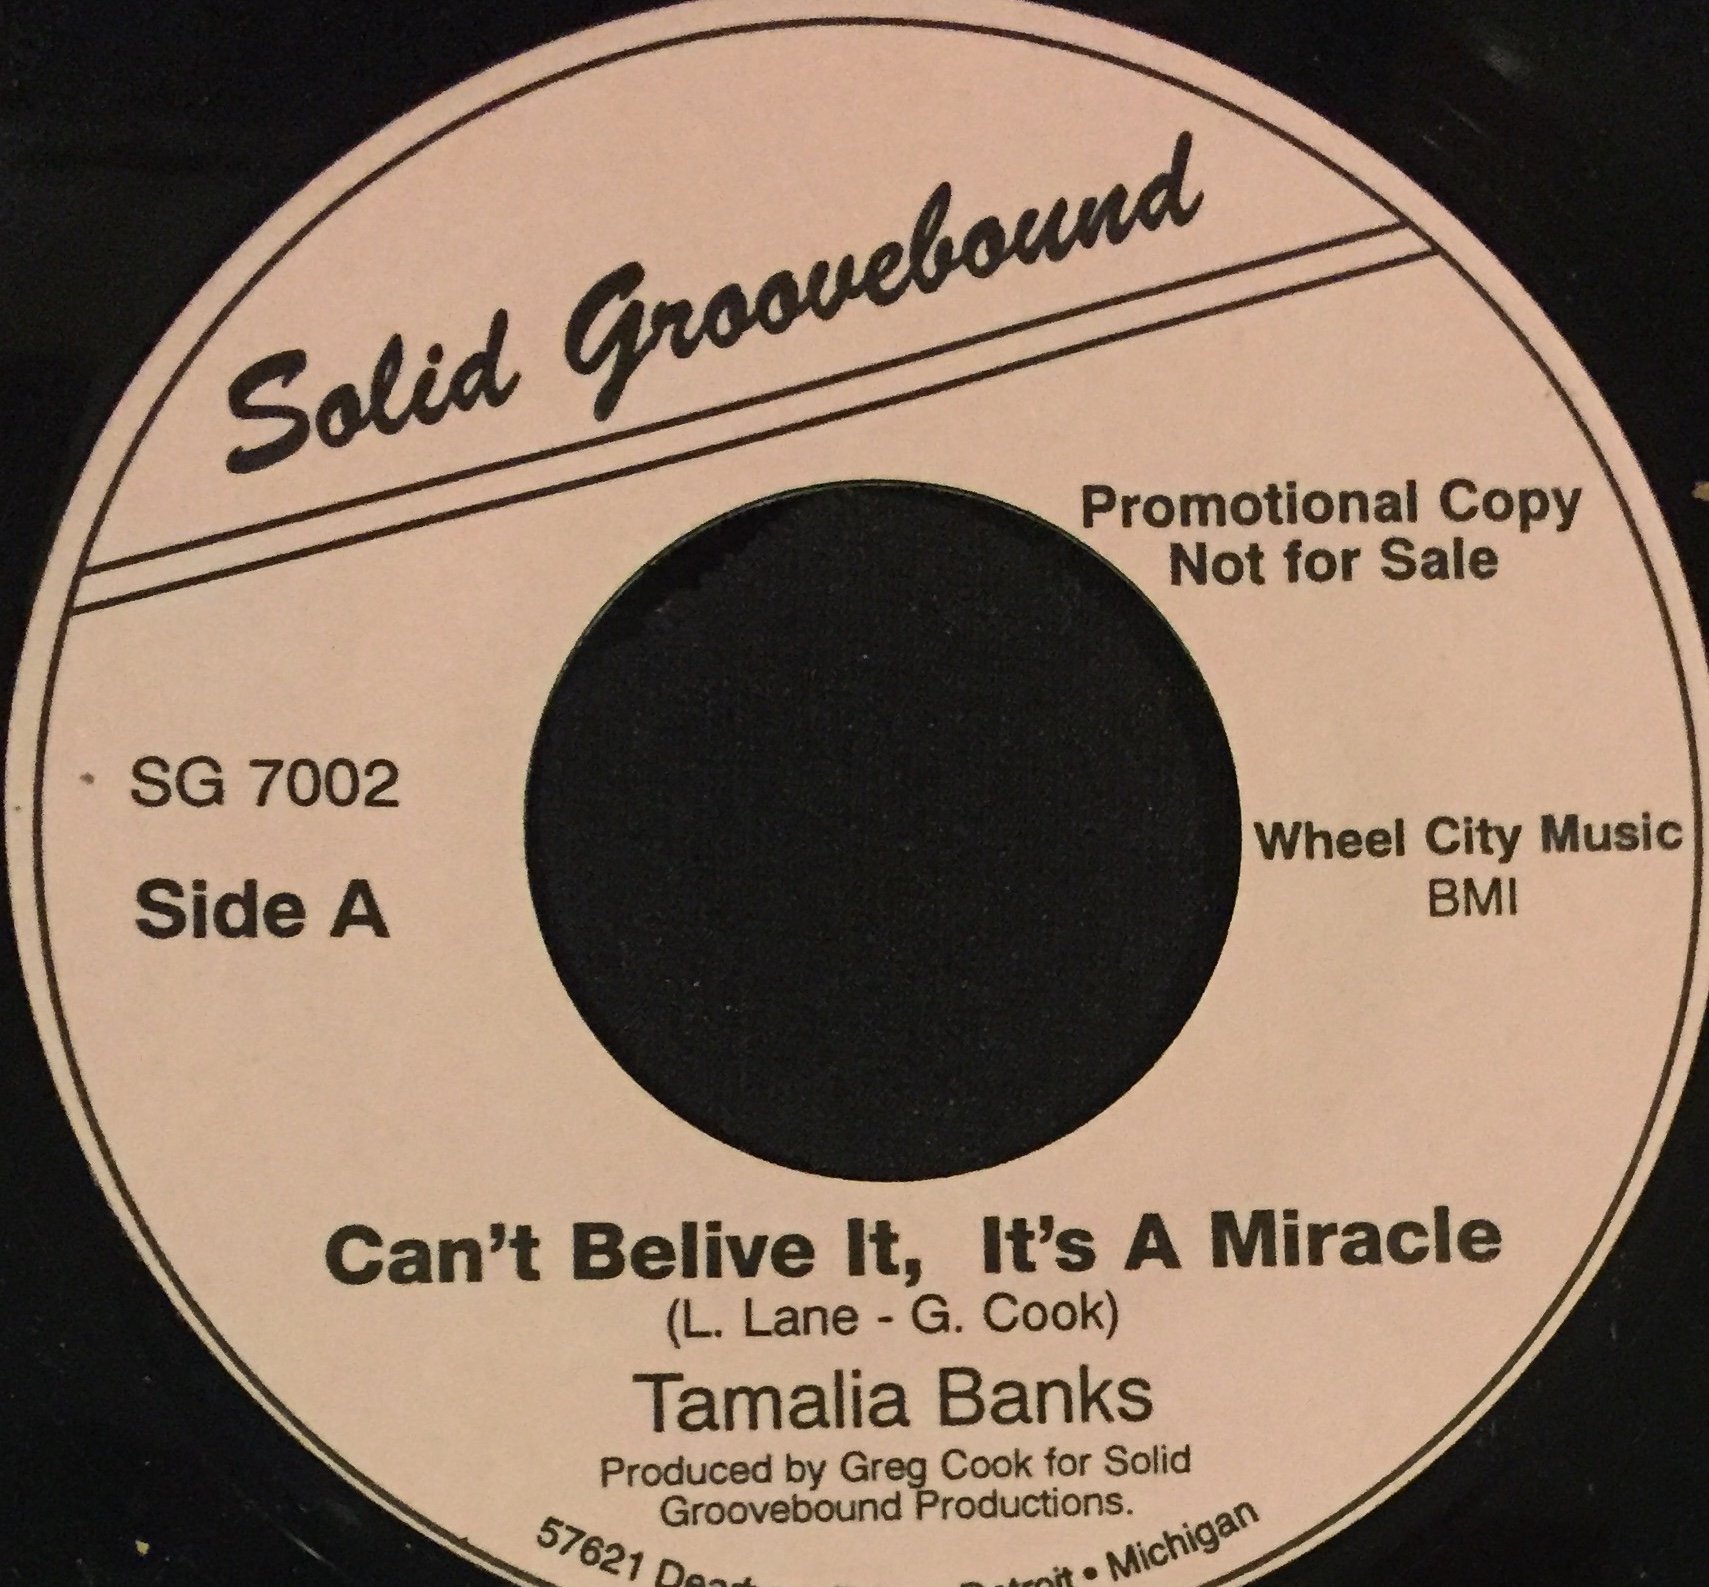 Solid Groovebound
Promotional Copy
Not for Sale
SG 7002
Side A
Wheel City Music
BMI
Can't Belive It, It's A Miracle
(L. Lane - G. Cook)
Tamalia Banks
Produced by Greg Cook for Solid
Groovebound Productions.
57621 Detroit • Michigan